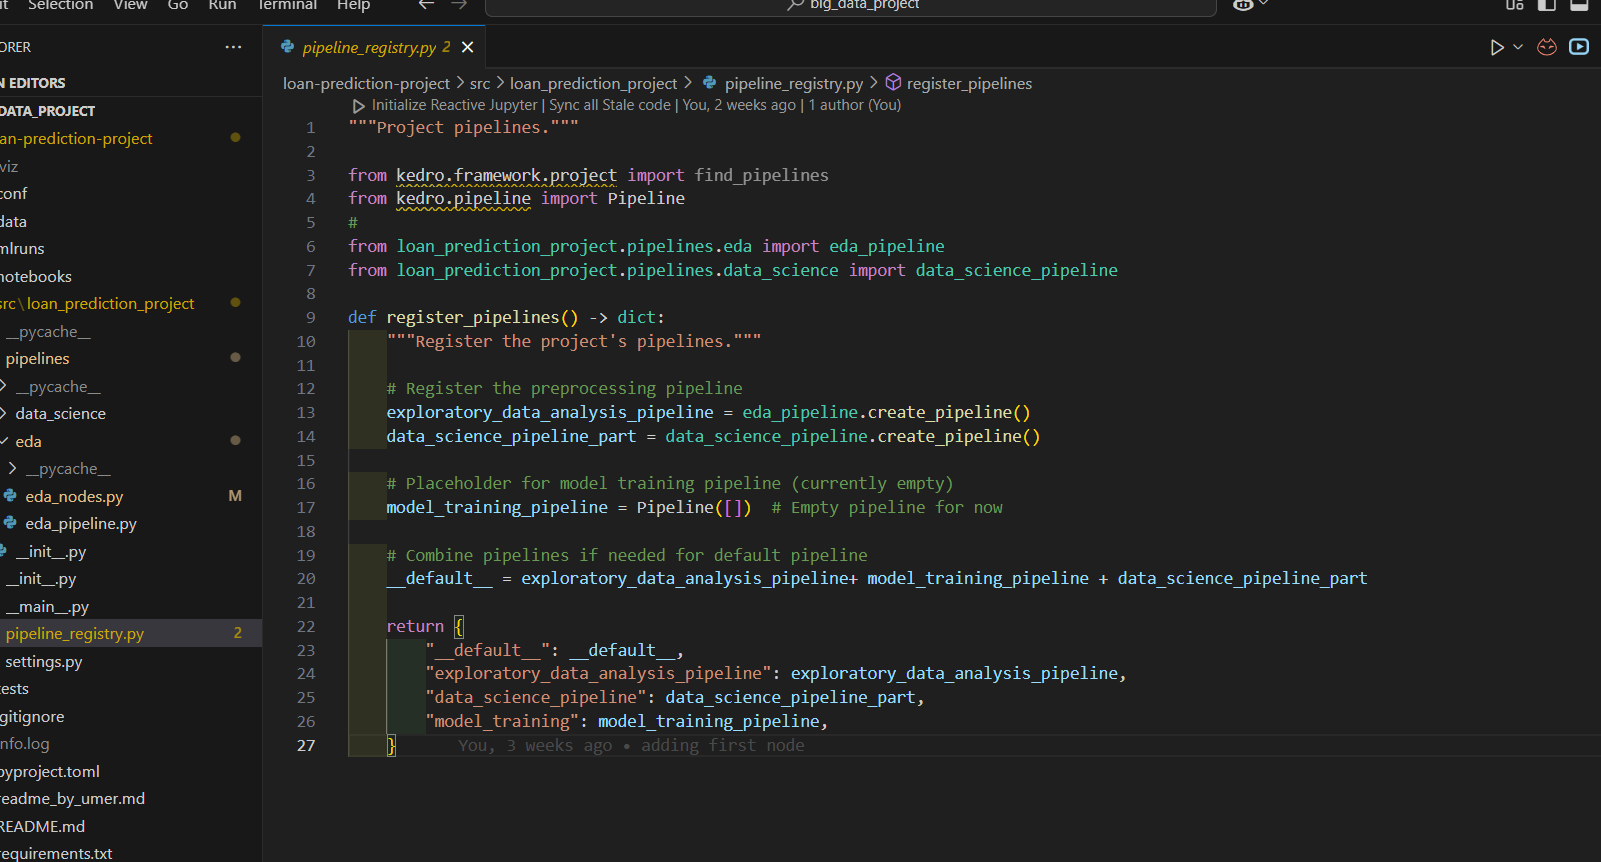 Selection View Go Run Terminal Help big_data_project
pipeline_registry.py 2
loan-prediction-project > src > loan_prediction_project > pipeline_registry.py > register_pipelines
Initialize Reactive Jupyter | Sync all Stale code | You, 2 weeks ago | 1 author (You)
1 """Project pipelines."""
2
3 from kedro.framework.project import find_pipelines
4 from kedro.pipeline import Pipeline
5 #
6 from loan_prediction_project.pipelines.eda import eda_pipeline
7 from loan_prediction_project.pipelines.data_science import data_science_pipeline
8
9 def register_pipelines() -> dict:
10 """Register the project's pipelines."""
11
12 # Register the preprocessing pipeline
13 exploratory_data_analysis_pipeline = eda_pipeline.create_pipeline()
14 data_science_pipeline_part = data_science_pipeline.create_pipeline()
15
16 # Placeholder for model training pipeline (currently empty)
17 model_training_pipeline = Pipeline([]) # Empty pipeline for now
18
19 # Combine pipelines if needed for default pipeline
20 __default__ = exploratory_data_analysis_pipeline+ model_training_pipeline + data_science_pipeline_part
21
22 return {
23 "__default__": __default__,
24 "exploratory_data_analysis_pipeline": exploratory_data_analysis_pipeline,
25 "data_science_pipeline": data_science_pipeline_part,
26 "model_training": model_training_pipeline,
27 } You, 3 weeks ago • adding first node
ORER ...
N EDITORS
DATA_PROJECT
an-prediction-project
viz
conf
data
mlruns
notebooks
src\loan_prediction_project
__pycache__
pipelines
__pycache__
data_science
eda
__pycache__
eda_nodes.py M
eda_pipeline.py
__init__.py
__init__.py
__main__.py
pipeline_registry.py 2
settings.py
tests
gitignore
nfo.log
pyproject.toml
readme_by_umer.md
README.md
requirements.txt